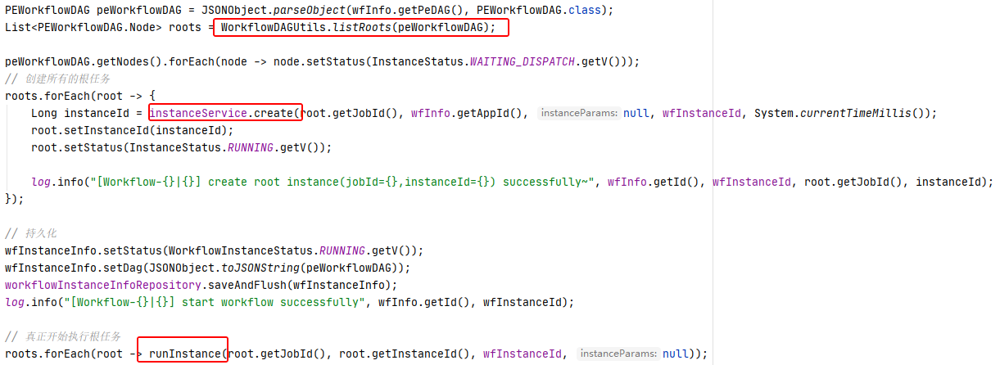 PEWorkflowDAG peWorkflowDAG = JSONObject.parseObject(wfInfo.getPeDAG(), PEWorkflowDAG.class);
List<PEWorkflowDAG.Node> roots = WorkflowDAGUtils.listRoots(peWorkflowDAG);
peWorkflowDAG.getNodes().forEach(node -> node.setStatus(InstanceStatus.WAITING_DISPATCH.getV()));
// 创建所有的根任务
roots.forEach(root -> {
Long instanceId = instanceService.create(root.getJobId(), wfInfo.getAppId(), instanceParams: null, wfInstanceId, System.currentTimeMillis());
root.setInstanceId(instanceId);
root.setStatus(InstanceStatus.RUNNING.getV());
log.info("[Workflow-{}|{}] create root instance(jobId={},instanceId={}) successfully~", wfInfo.getId(), wfInstanceId, root.getJobId(), instanceId);
});
// 持久化
wfInstanceInfo.setStatus(WorkflowInstanceStatus.RUNNING.getV());
wfInstanceInfo.setDag(JSONObject.toJSONString(peWorkflowDAG));
workflowInstanceInfoRepository.saveAndFlush(wfInstanceInfo);
log.info("[Workflow-{}|{}] start workflow successfully", wfInfo.getId(), wfInstanceId);
// 真正开始执行根任务
roots.forEach(root -> runInstance(root.getJobId(), root.getInstanceId(), wfInstanceId, instanceParams: null));